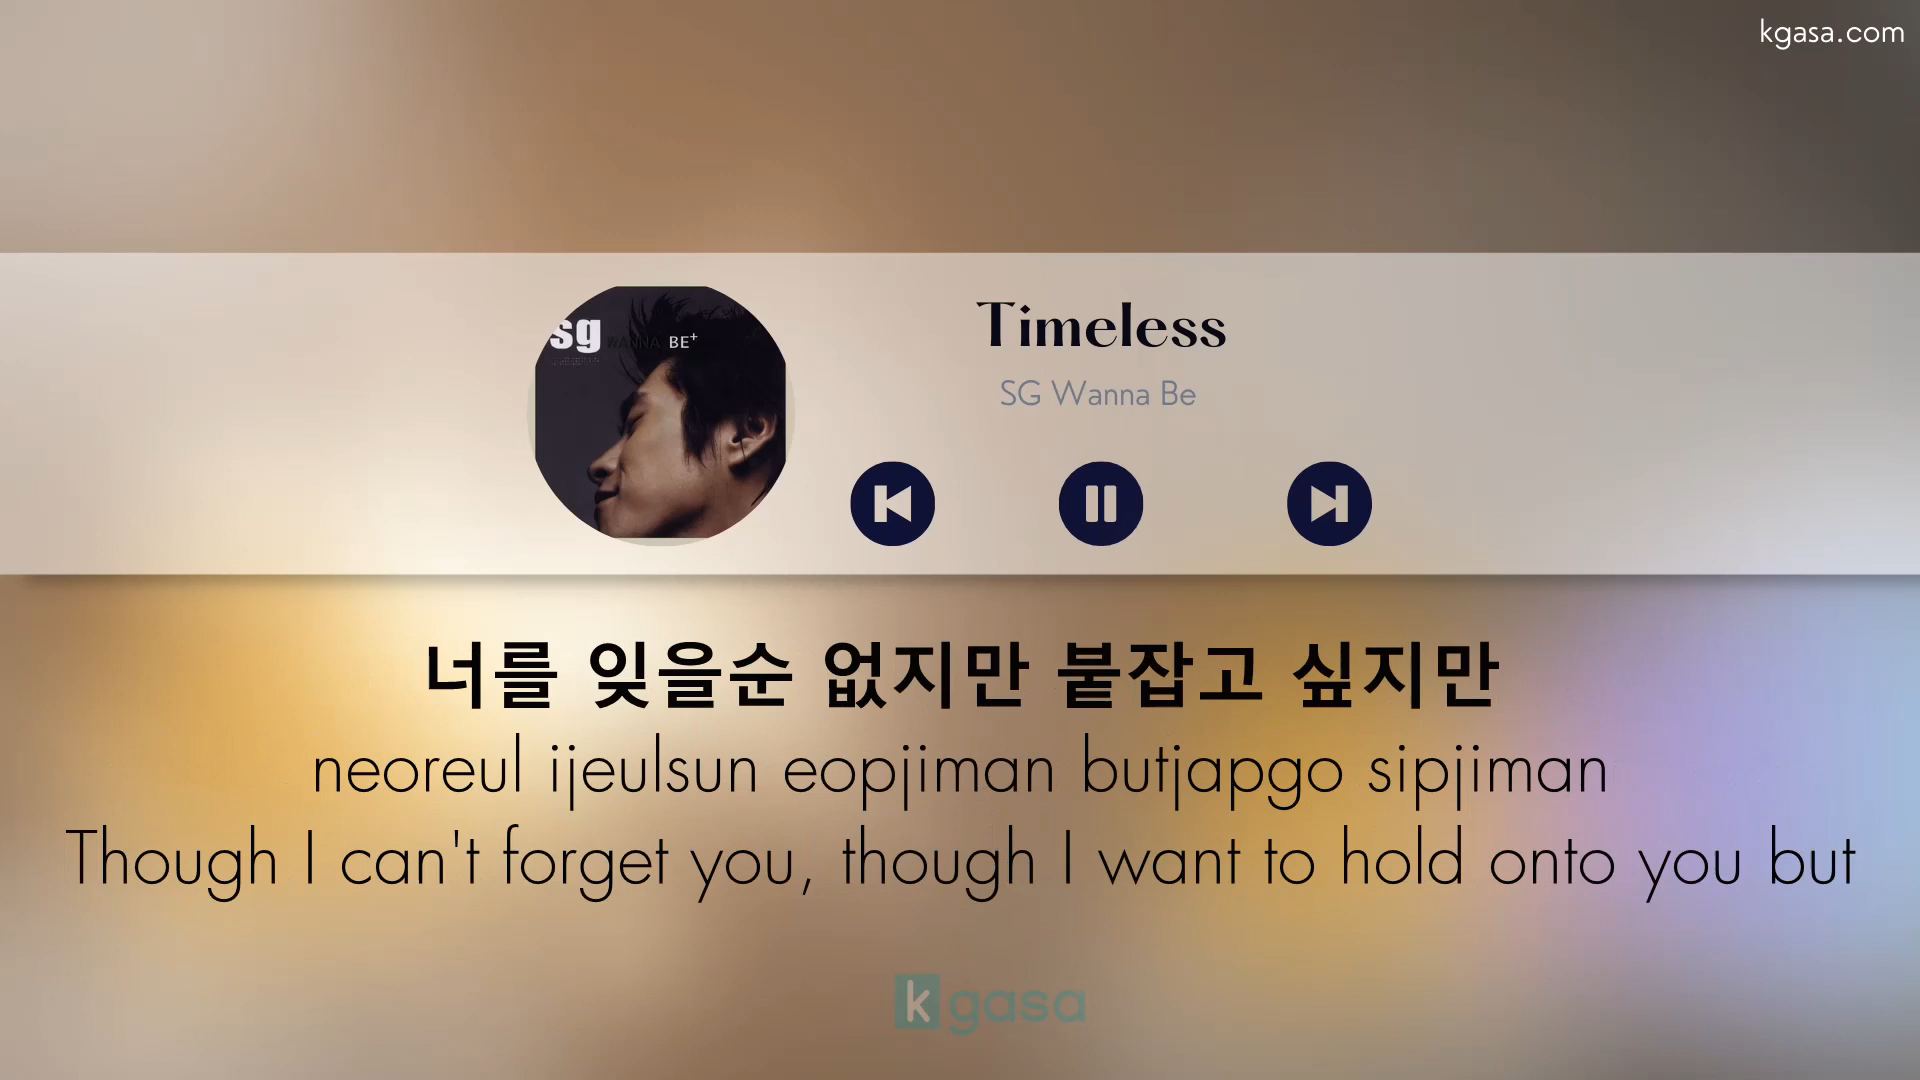 kgasa.com
sg WANNA BE+
Timeless
SG Wanna Be
너를 잊을순 없지만 붙잡고 싶지만
neoreul ijeulsun eopjiman butjapgo sipjiman
Though I can't forget you, though I want to hold onto you but
kgasa